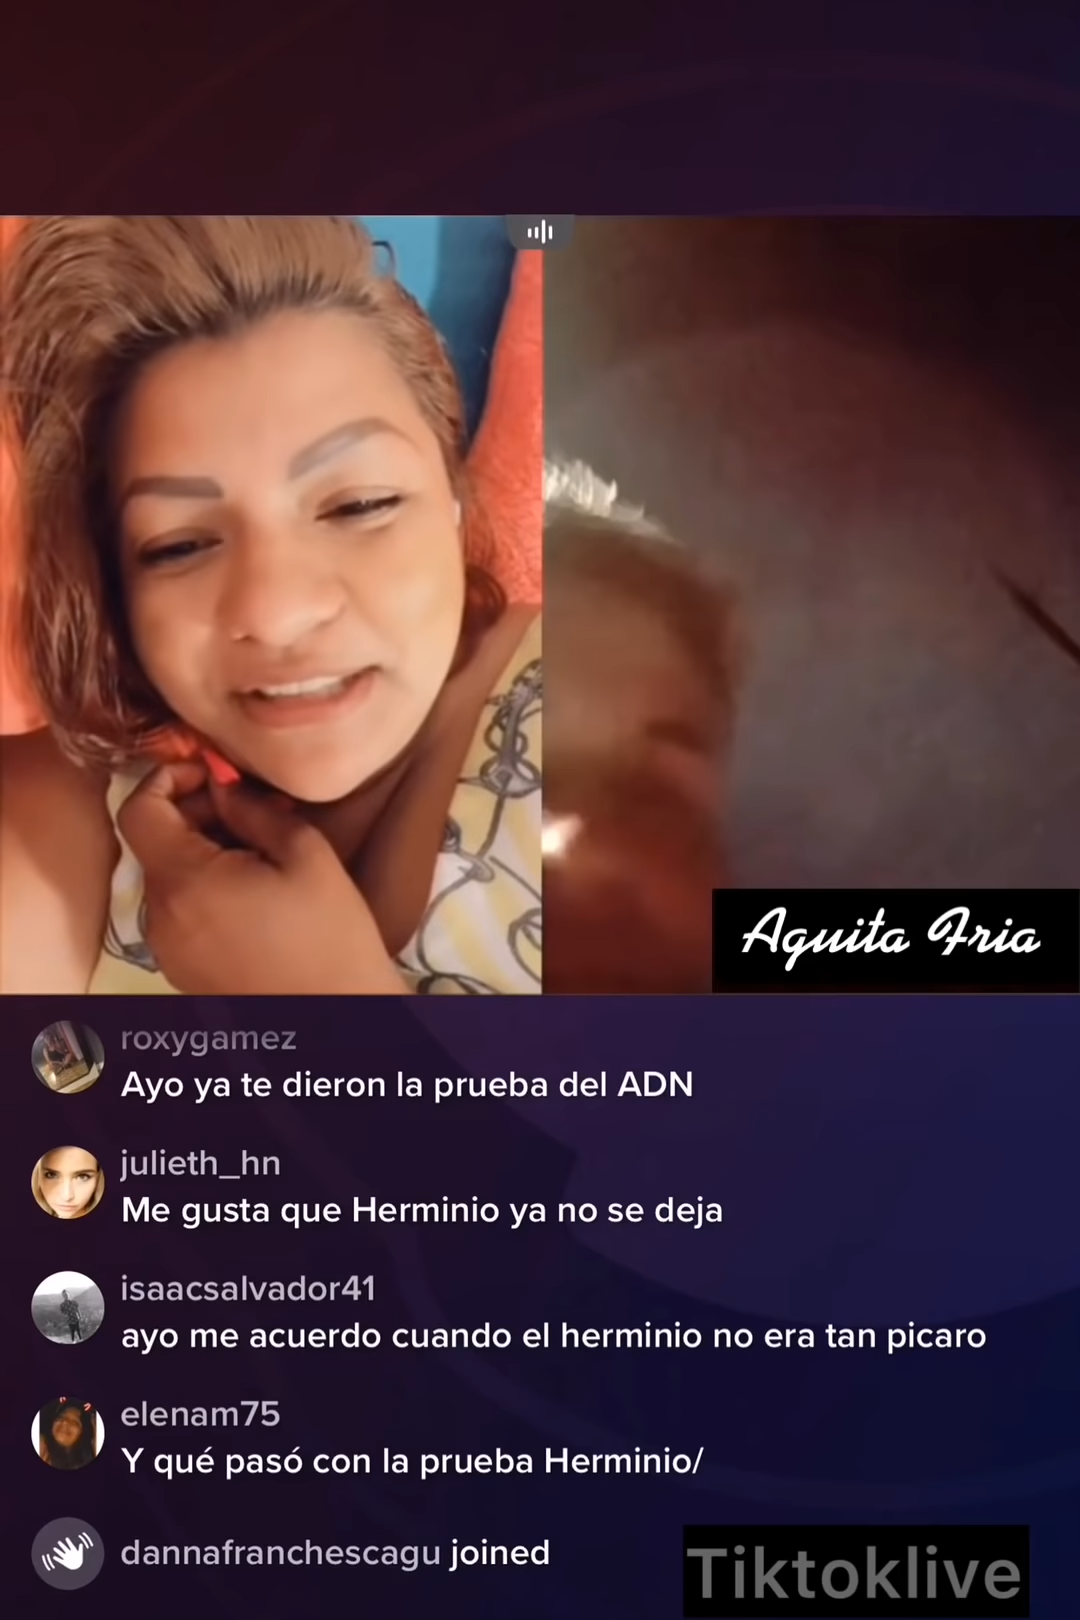 Aguita Fria
roxygamez
Ayo ya te dieron la prueba del ADN
julieth_hn
Me gusta que Herminio ya no se deja
isaacsalvador41
ayo me acuerdo cuando el herminio no era tan picaro
elenam75
Y qué pasó con la prueba Herminio/
dannafranchescagu joined
Tiktoklive